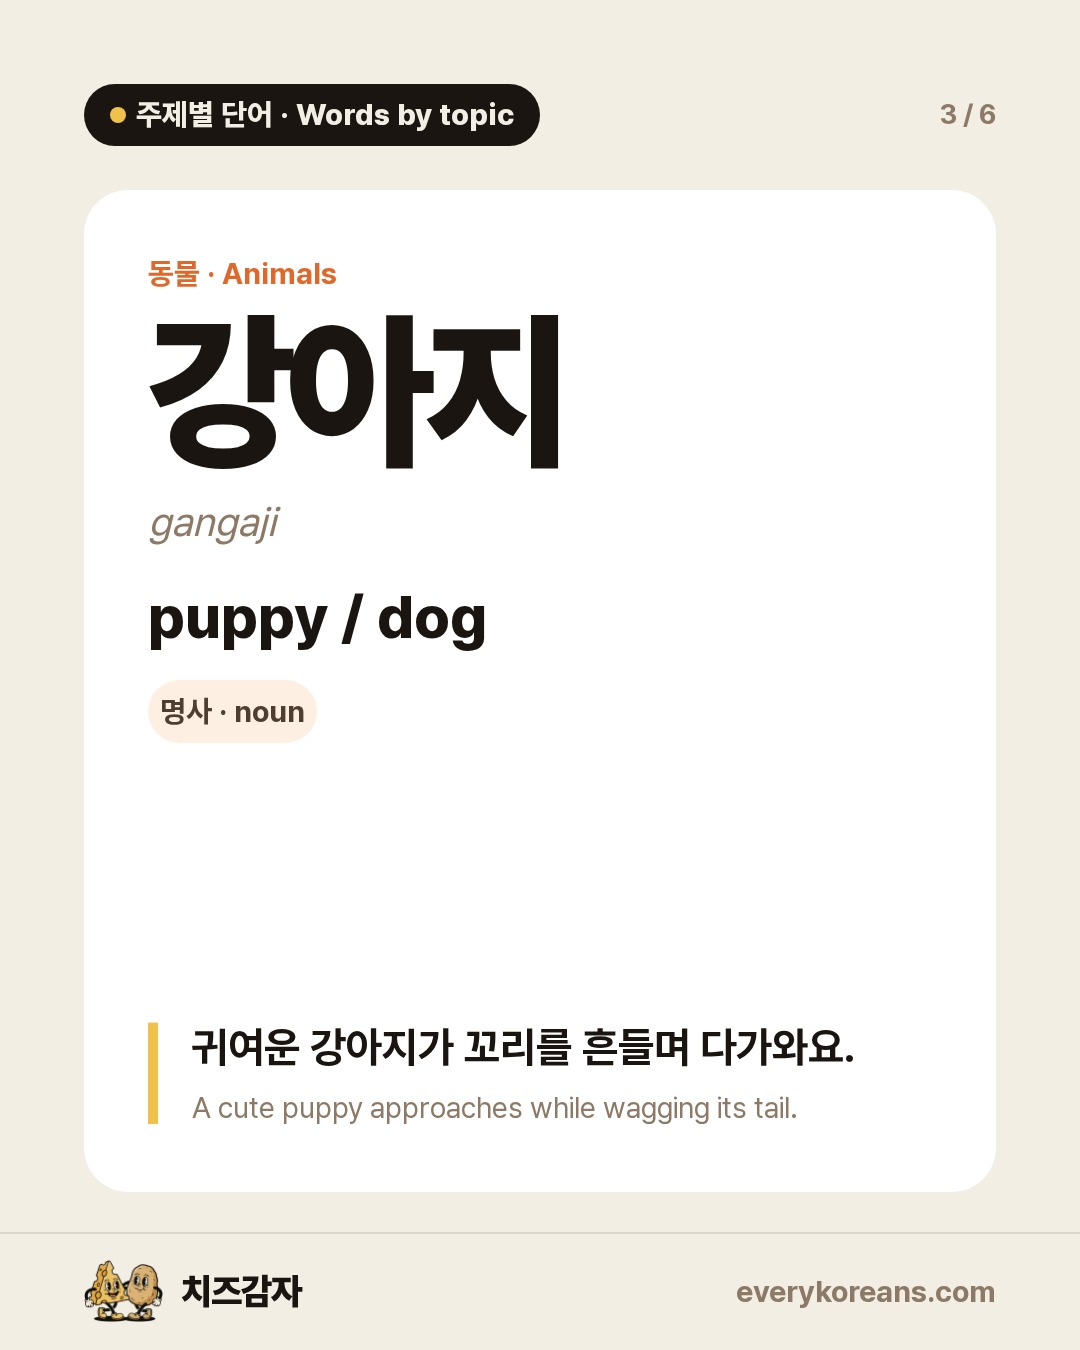 주제별 단어 · Words by topic
3 / 6
동물 · Animals
강아지
gangaji
puppy / dog
명사 · noun
귀여운 강아지가 꼬리를 흔들며 다가와요.
A cute puppy approaches while wagging its tail.
치즈감자
everykoreans.com